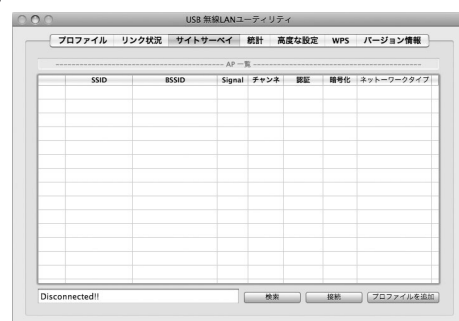 USB 無線LANユーティリティ
プロファイル リンク状況 サイトサーベイ 統計 高度な設定 WPS バージョン情報
AP 一覧
SSID BSSID Signal チャンネ 認証 暗号化 ネットーワークタイプ
Disconnected!! 検索 接続 プロファイルを追加